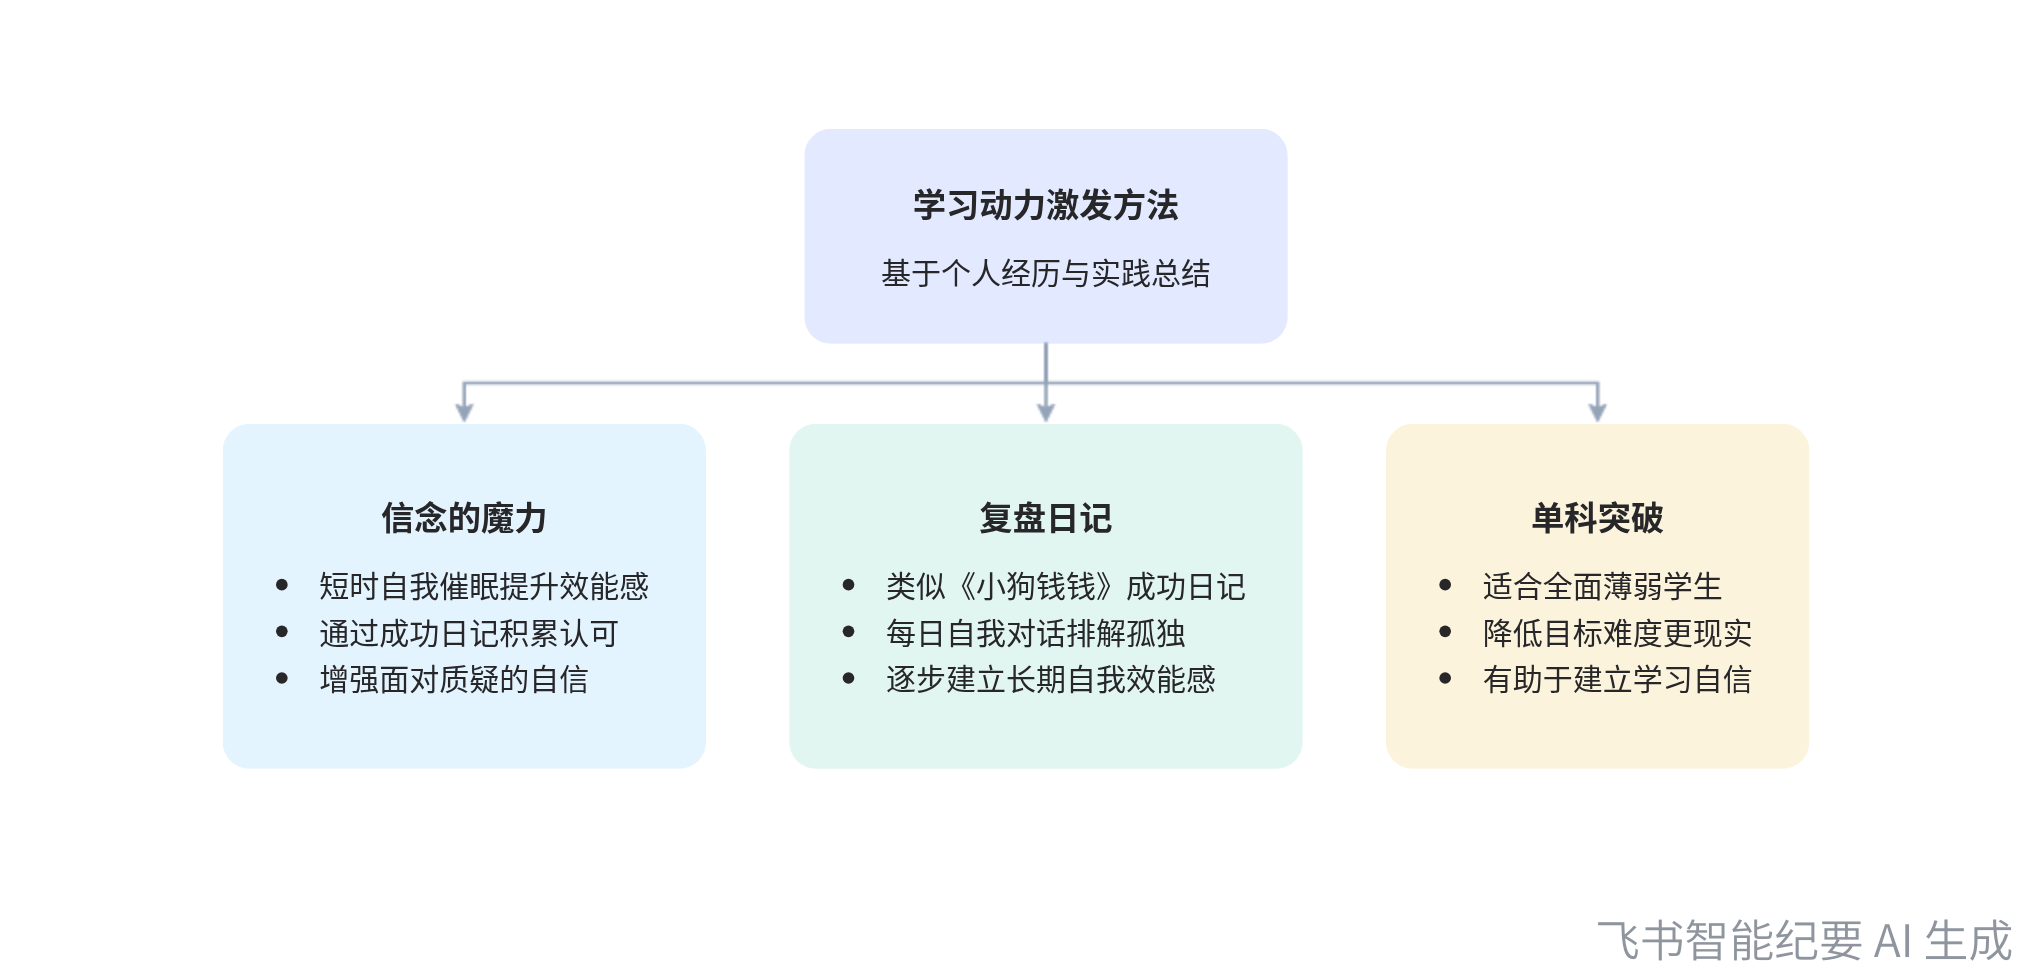 学习动力激发方法
基于个人经历与实践总结
信念的魔力
• 短时自我催眠提升效能感
• 通过成功日记积累认可
• 增强面对质疑的自信
复盘日记
• 类似《小狗钱钱》成功日记
• 每日自我对话排解孤独
• 逐步建立长期自我效能感
单科突破
• 适合全面薄弱学生
• 降低目标难度更现实
• 有助于建立学习自信
飞书智能纪要 AI 生成